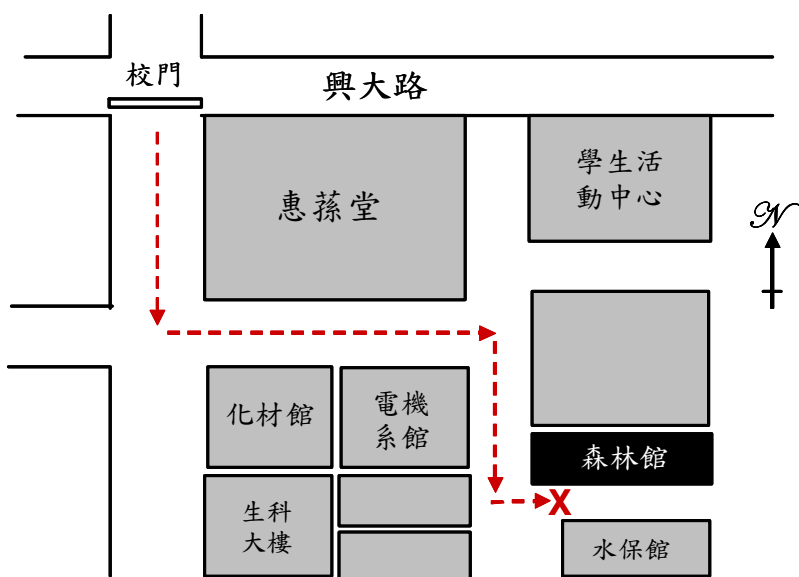 校門
興大路
惠蓀堂
學生活
動中心
N
化材館
電機
系館
森林館
X
生科
大樓
水保館